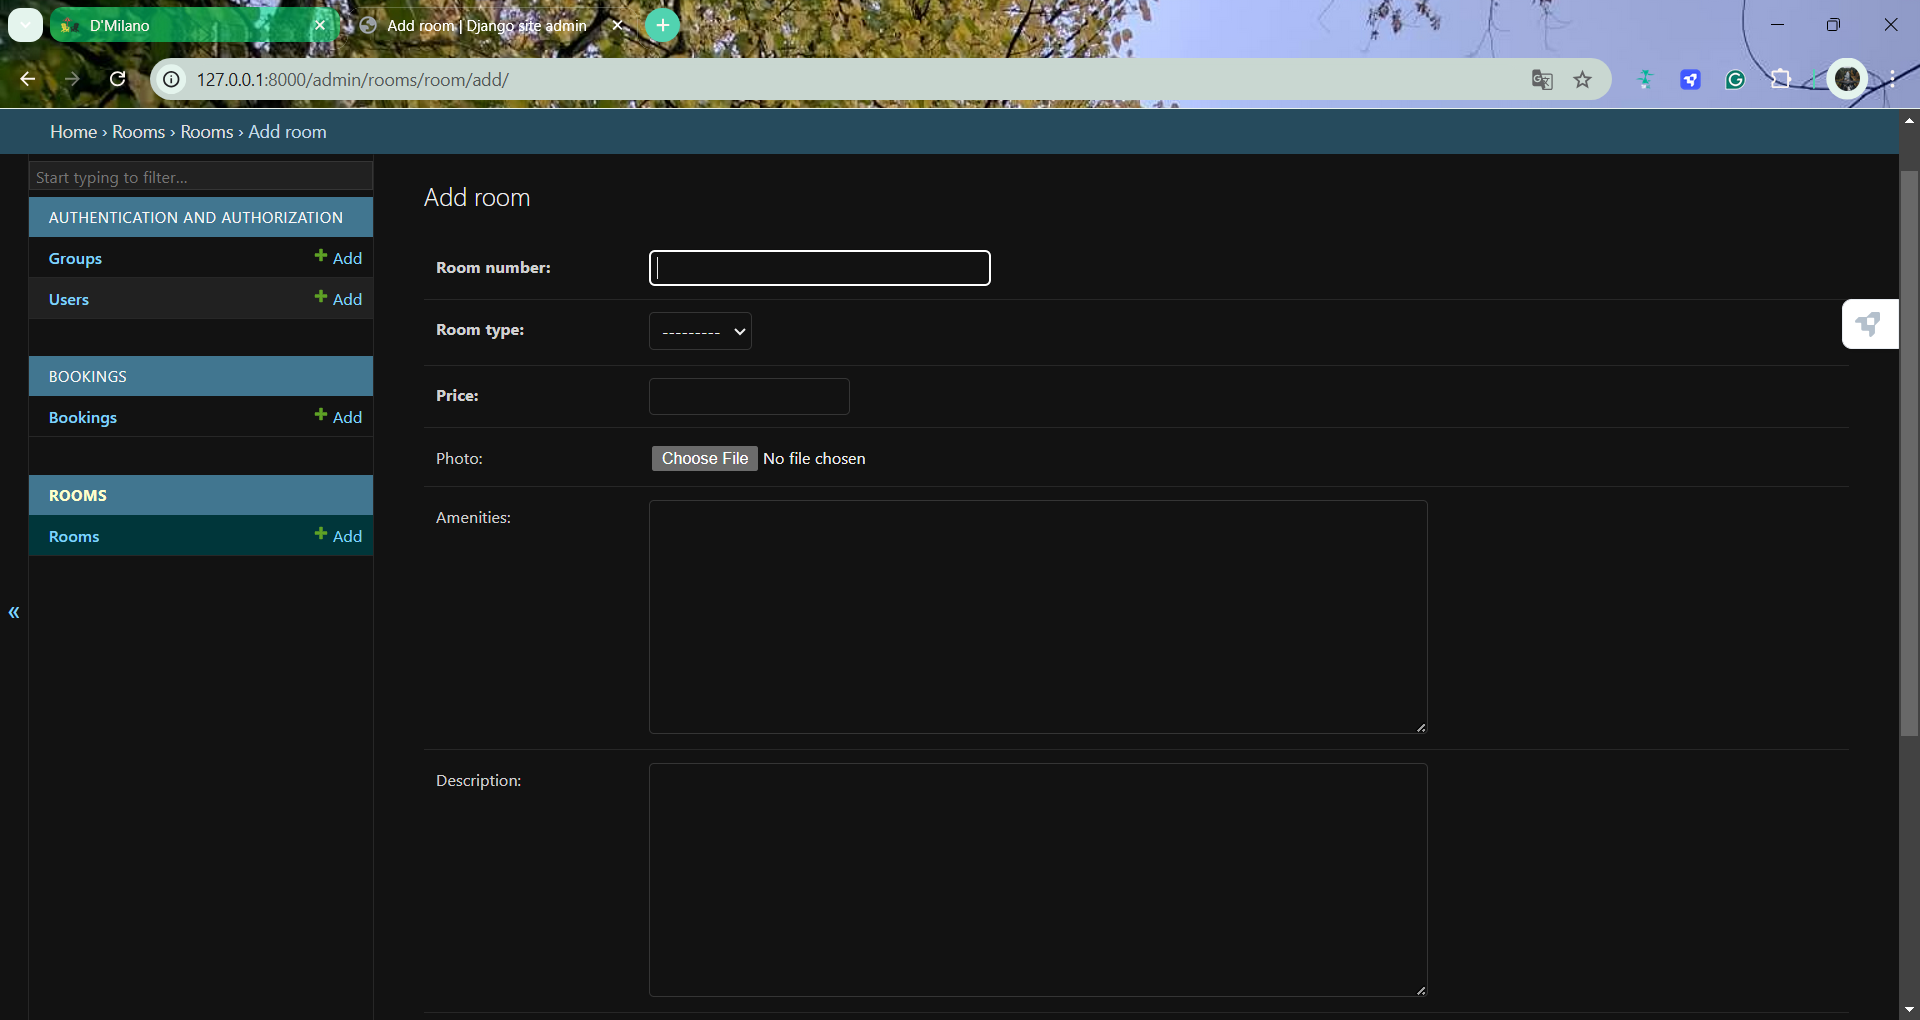 D'Milano
Add room | Django site admin
127.0.0.1:8000/admin/rooms/room/add/
Home › Rooms › Rooms › Add room
Start typing to filter...
AUTHENTICATION AND AUTHORIZATION
Groups Add
Users Add
BOOKINGS
Bookings Add
ROOMS
Rooms Add
«
Add room
Room number:
Room type: ---------
Price:
Photo: Choose File No file chosen
Amenities:
Description: